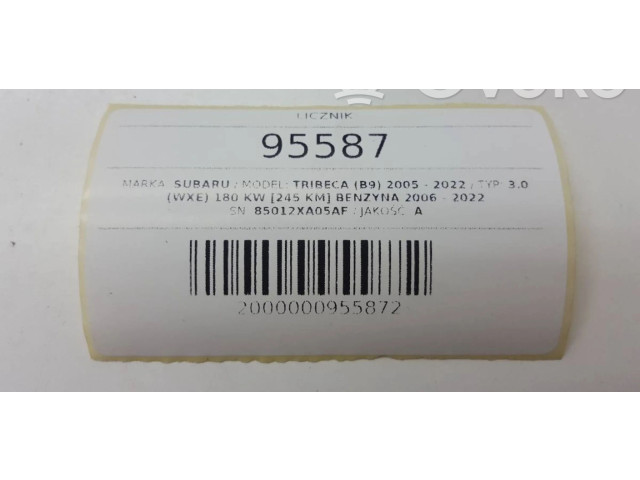 LICZNIK
95587
MARKA: SUBARU / MODEL: TRIBECA (B9) 2005 - 2022 / TYP: 3.0
(WXE) 180 KW [245 KM] BENZYNA 2006 - 2022
SN: 85012XA05AF / JAKOŚĆ: A
2000000955872